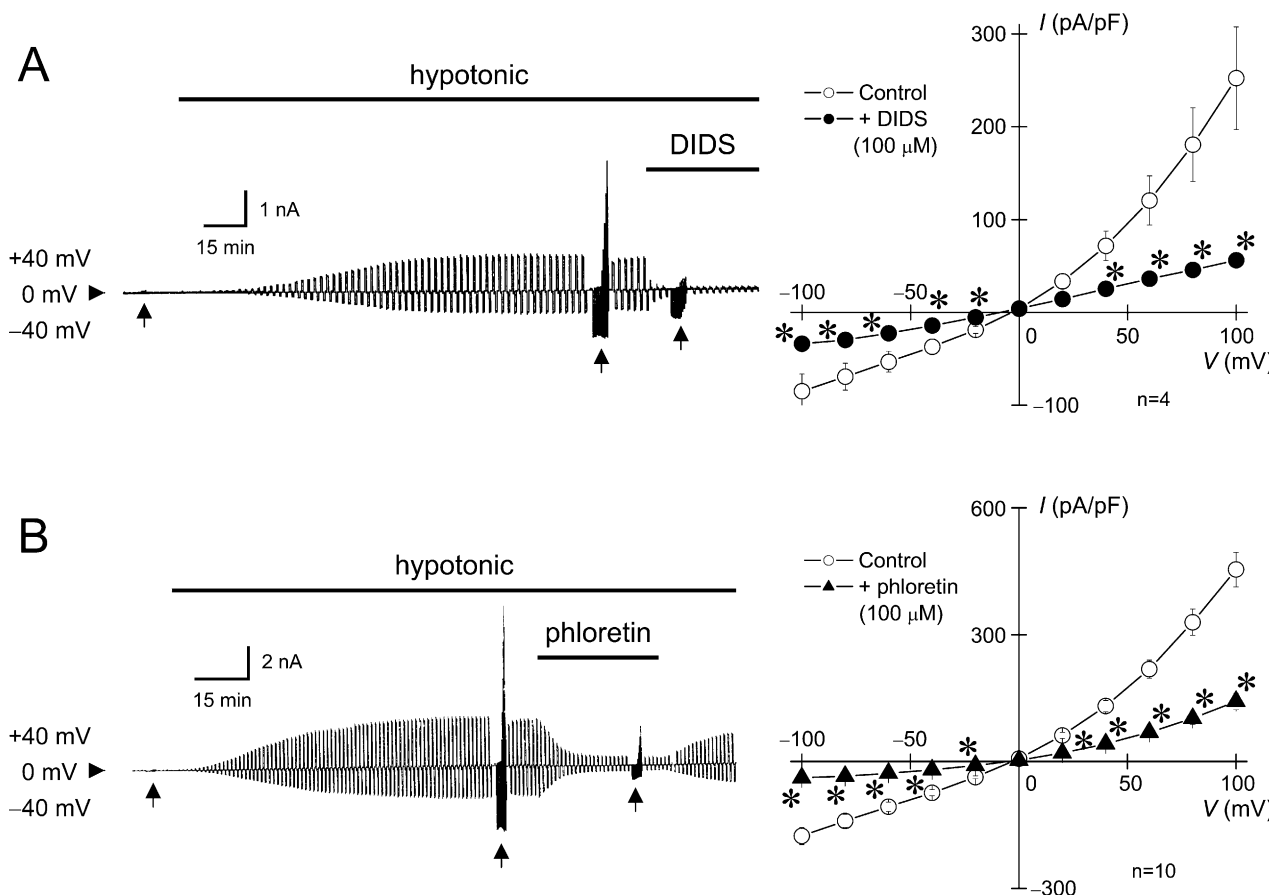 A
hypotonic
DIDS
1 nA
15 min
+40 mV
0 mV
−40 mV
I (pA/pF)
300
200
100
−100
−50
0
50
100
V (mV)
−100
n=4
Control
+ DIDS
(100 μM)
* * * * * * * * *
B
hypotonic
phloretin
2 nA
15 min
+40 mV
0 mV
−40 mV
I (pA/pF)
600
300
−100
−50
0
50
100
V (mV)
−300
n=10
Control
+ phloretin
(100 μM)
* * * * * * * * * *